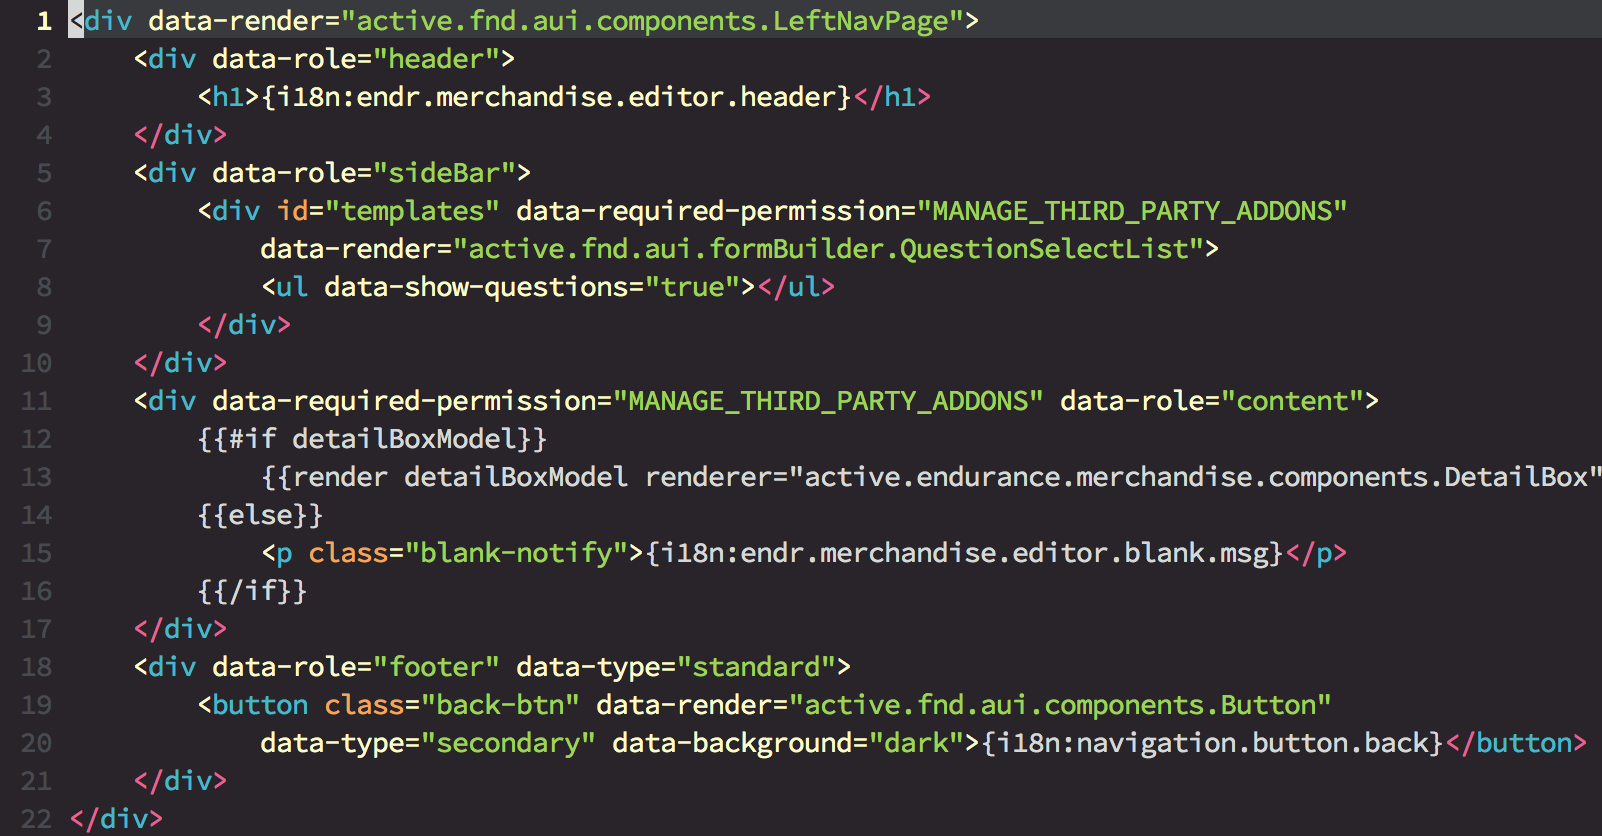 1 <div data-render="active.fnd.aui.components.LeftNavPage">
2     <div data-role="header">
3         <h1>{i18n:endr.merchandise.editor.header}</h1>
4     </div>
5     <div data-role="sideBar">
6         <div id="templates" data-required-permission="MANAGE_THIRD_PARTY_ADDONS"
7             data-render="active.fnd.aui.formBuilder.QuestionSelectList">
8             <ul data-show-questions="true"></ul>
9         </div>
10     </div>
11     <div data-required-permission="MANAGE_THIRD_PARTY_ADDONS" data-role="content">
12         {{#if detailBoxModel}}
13             {{render detailBoxModel renderer="active.endurance.merchandise.components.DetailBox"
14         {{else}}
15             <p class="blank-notify">{i18n:endr.merchandise.editor.blank.msg}</p>
16         {{/if}}
17     </div>
18     <div data-role="footer" data-type="standard">
19         <button class="back-btn" data-render="active.fnd.aui.components.Button"
20             data-type="secondary" data-background="dark">{i18n:navigation.button.back}</button>
21     </div>
22 </div>